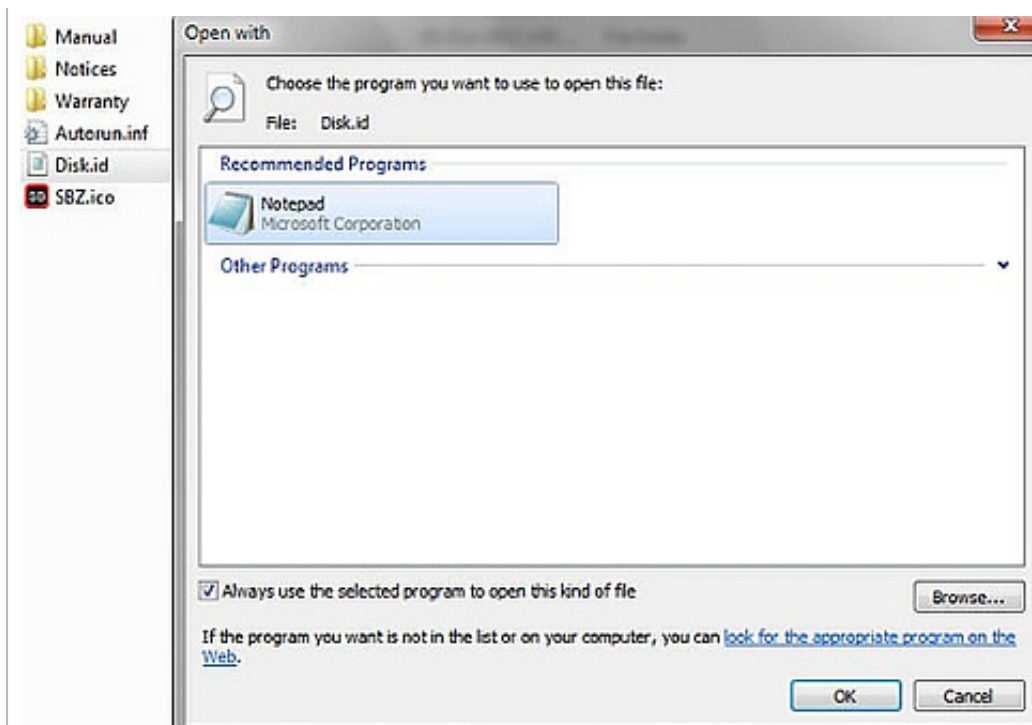 Manual
Notices
Warranty
Autorun.inf
Disk.id
SBZ.ico
Open with
Choose the program you want to use to open this file:
File: Disk.id
Recommended Programs
Notepad
Microsoft Corporation
Other Programs
Always use the selected program to open this kind of file
Browse...
If the program you want is not in the list or on your computer, you can look for the appropriate program on the
Web.
OK
Cancel